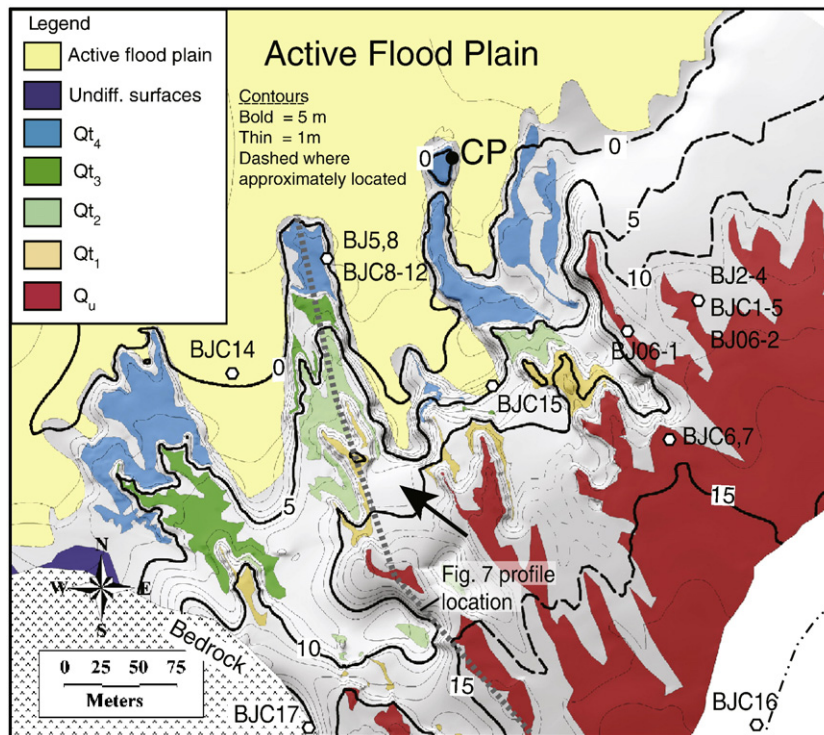 Legend
Active flood plain
Undiff. surfaces
Qt4
Qt3
Qt2
Qt1
Qu
Active Flood Plain
Contours
Bold = 5 m
Thin = 1m
Dashed where
approximately located
0
CP
0
5
10
BJ5,8
BJC8-12
BJ2-4
BJC1-5
BJ06-1
BJ06-2
BJC14
0
BJC15
BJC6,7
5
15
N
W E
S
Fig. 7 profile
location
Bedrock
10
15
0 25 50 75
Meters
BJC17
BJC16